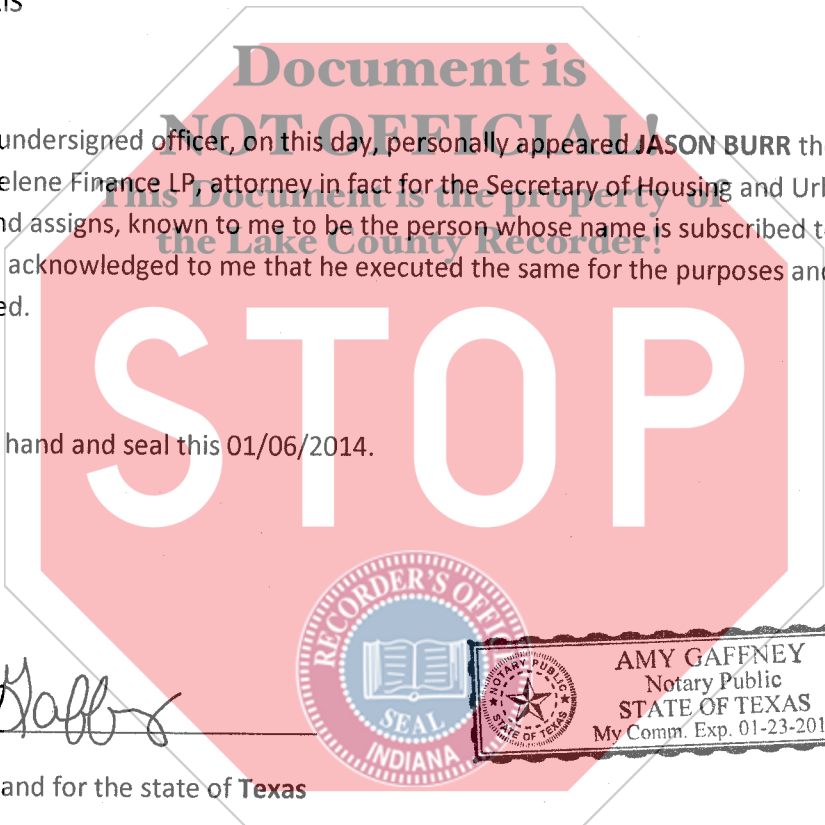 is
Document is
NOT OFFICIAL!
undersigned officer, on this day, personally appeared JASON BURR th
This Document is the property of
elene Finance LP, attorney in fact for the Secretary of Housing and Url
the Lake County Recorder!
nd assigns, known to me to be the person whose name is subscribed t
acknowledged to me that he executed the same for the purposes and
ed.
STOP
hand and seal this 01/06/2014.
RECORDER'S OFFICE
SEAL
INDIANA
Gaffney
NOTARY PUBLIC
STATE OF TEXAS
AMY GAFFNEY
Notary Public
STATE OF TEXAS
My Comm. Exp. 01-23-201
and for the state of Texas